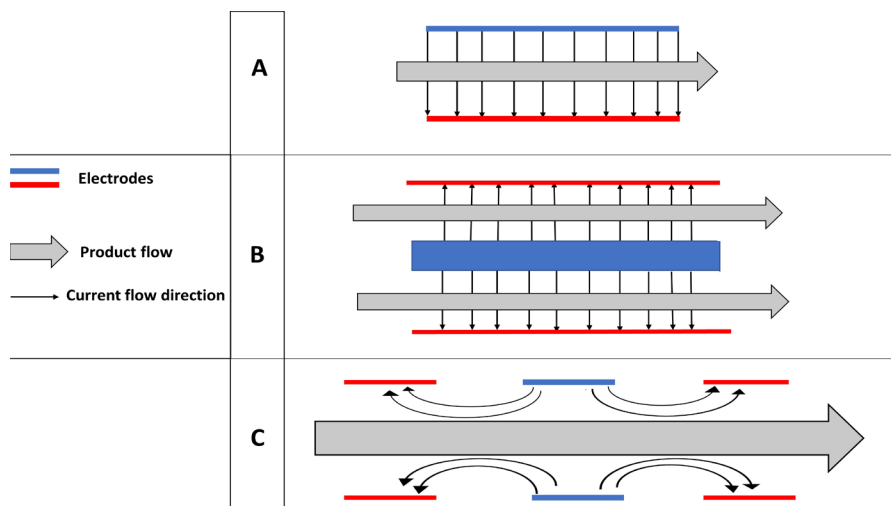 A
Electrodes
Product flow
B
Current flow direction
C